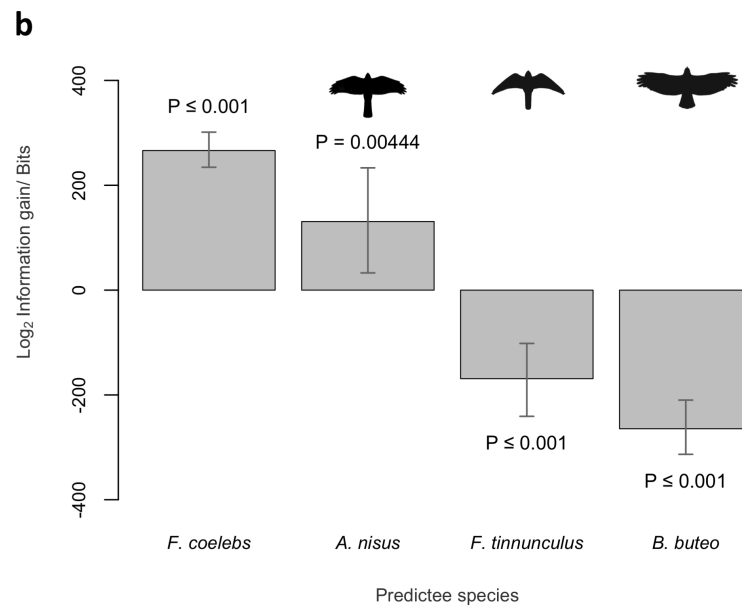 b
Log₂ Information gain/ Bits
400
200
0
-200
-400
P ≤ 0.001
P = 0.00444
P ≤ 0.001
P ≤ 0.001
F. coelebs
A. nisus
F. tinnunculus
B. buteo
Predictee species